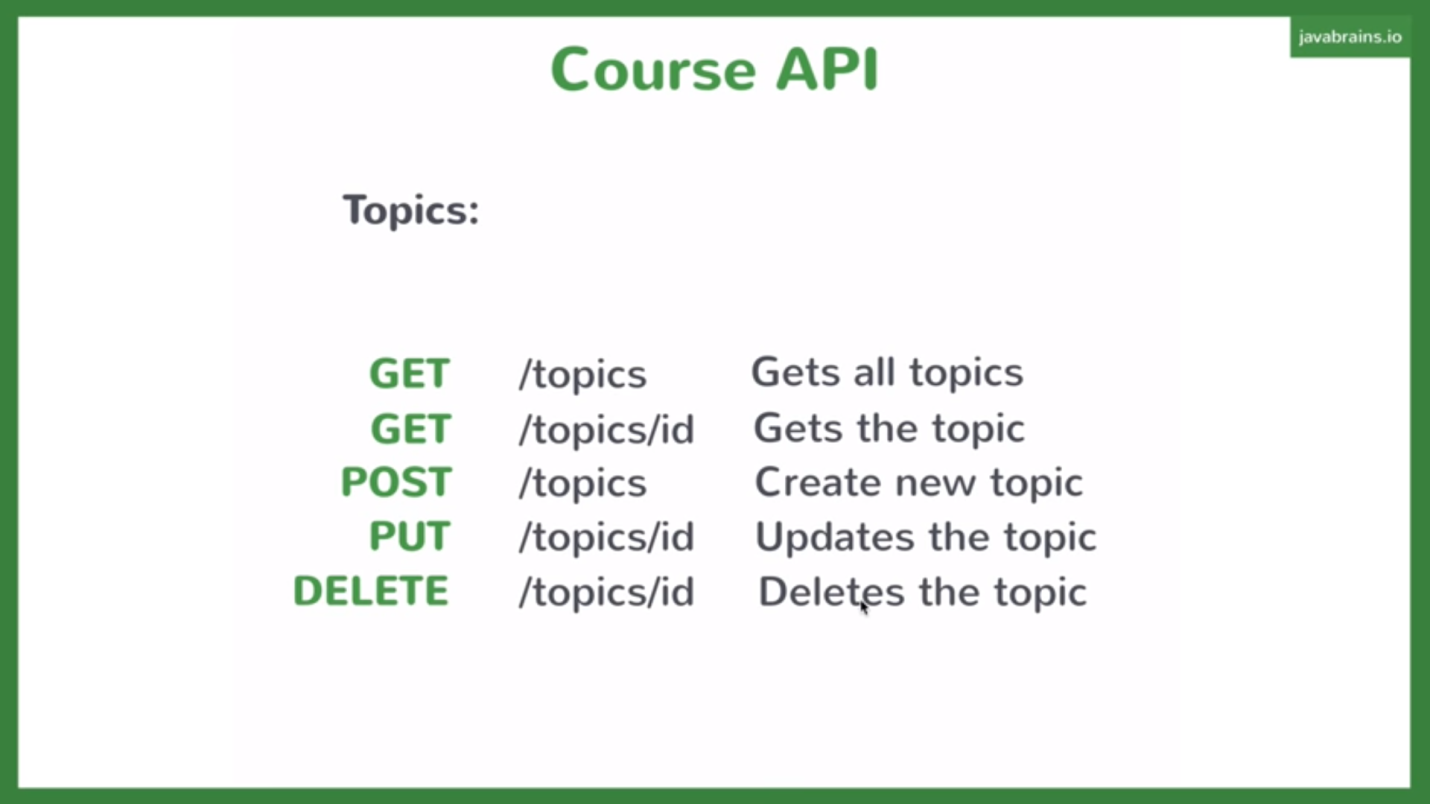 javabrains.io
Course API
Topics:
GET /topics Gets all topics
GET /topics/id Gets the topic
POST /topics Create new topic
PUT /topics/id Updates the topic
DELETE /topics/id Deletes the topic